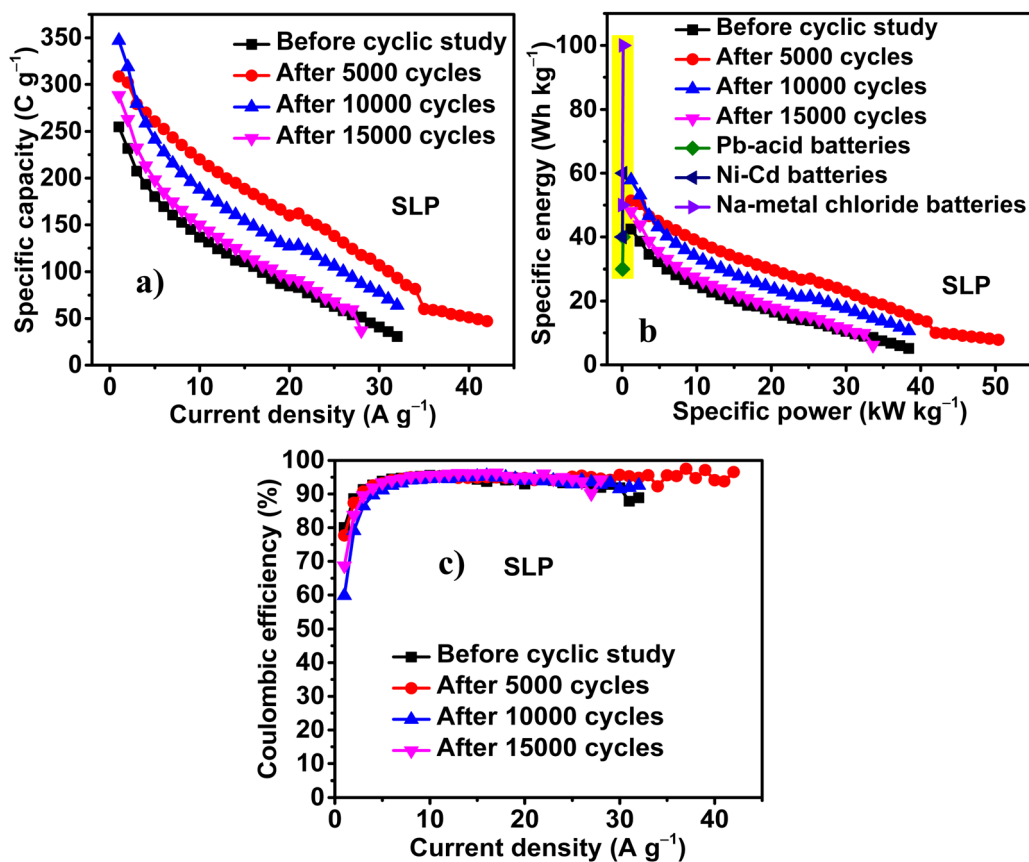 Specific capacity (C g⁻¹)
350
300
250
200
150
100
50
0
0 10 20 30 40
Current density (A g⁻¹)
Before cyclic study
After 5000 cycles
After 10000 cycles
After 15000 cycles
SLP
a)
Specific energy (Wh kg⁻¹)
100
80
60
40
20
0
0 10 20 30 40 50
Specific power (kW kg⁻¹)
Before cyclic study
After 5000 cycles
After 10000 cycles
After 15000 cycles
Pb-acid batteries
Ni-Cd batteries
Na-metal chloride batteries
SLP
b
Coulombic efficiency (%)
100
90
80
70
60
50
40
30
20
10
0
0 10 20 30 40
Current density (A g⁻¹)
c)
SLP
Before cyclic study
After 5000 cycles
After 10000 cycles
After 15000 cycles